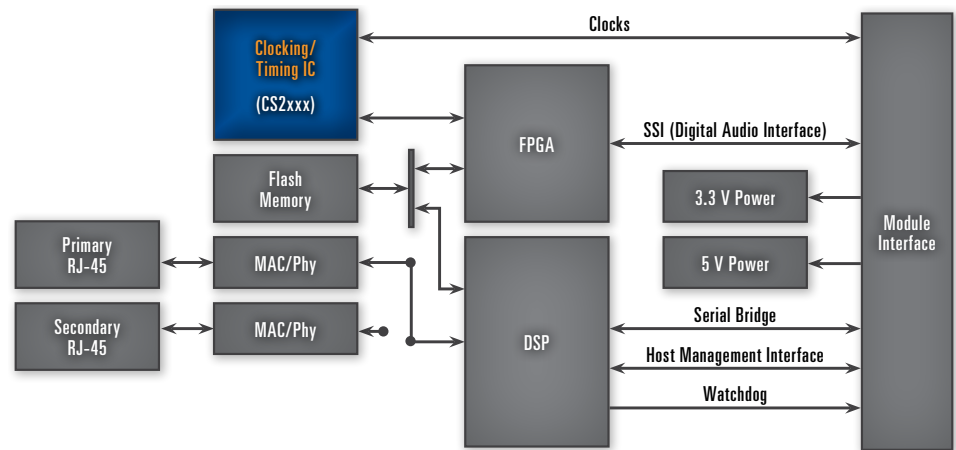 Clocks
Clocking/
Timing IC
(CS2xxx)
FPGA
SSI (Digital Audio Interface)
Flash
Memory
3.3 V Power
Module
Interface
Primary
RJ-45
MAC/Phy
5 V Power
Secondary
RJ-45
MAC/Phy
DSP
Serial Bridge
Host Management Interface
Watchdog